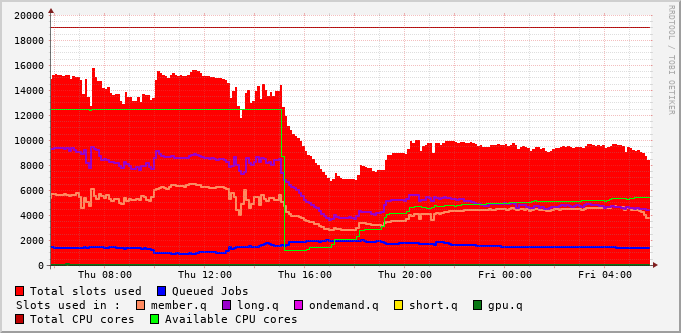 20000
18000
16000
14000
12000
10000
8000
6000
4000
2000
0
Thu 08:00 Thu 12:00 Thu 16:00 Thu 20:00 Fri 00:00 Fri 04:00
RRDTOOL / TOBI OETIKER
Total slots used Queued Jobs
Slots used in : member.q long.q ondemand.q short.q gpu.q
Total CPU cores Available CPU cores